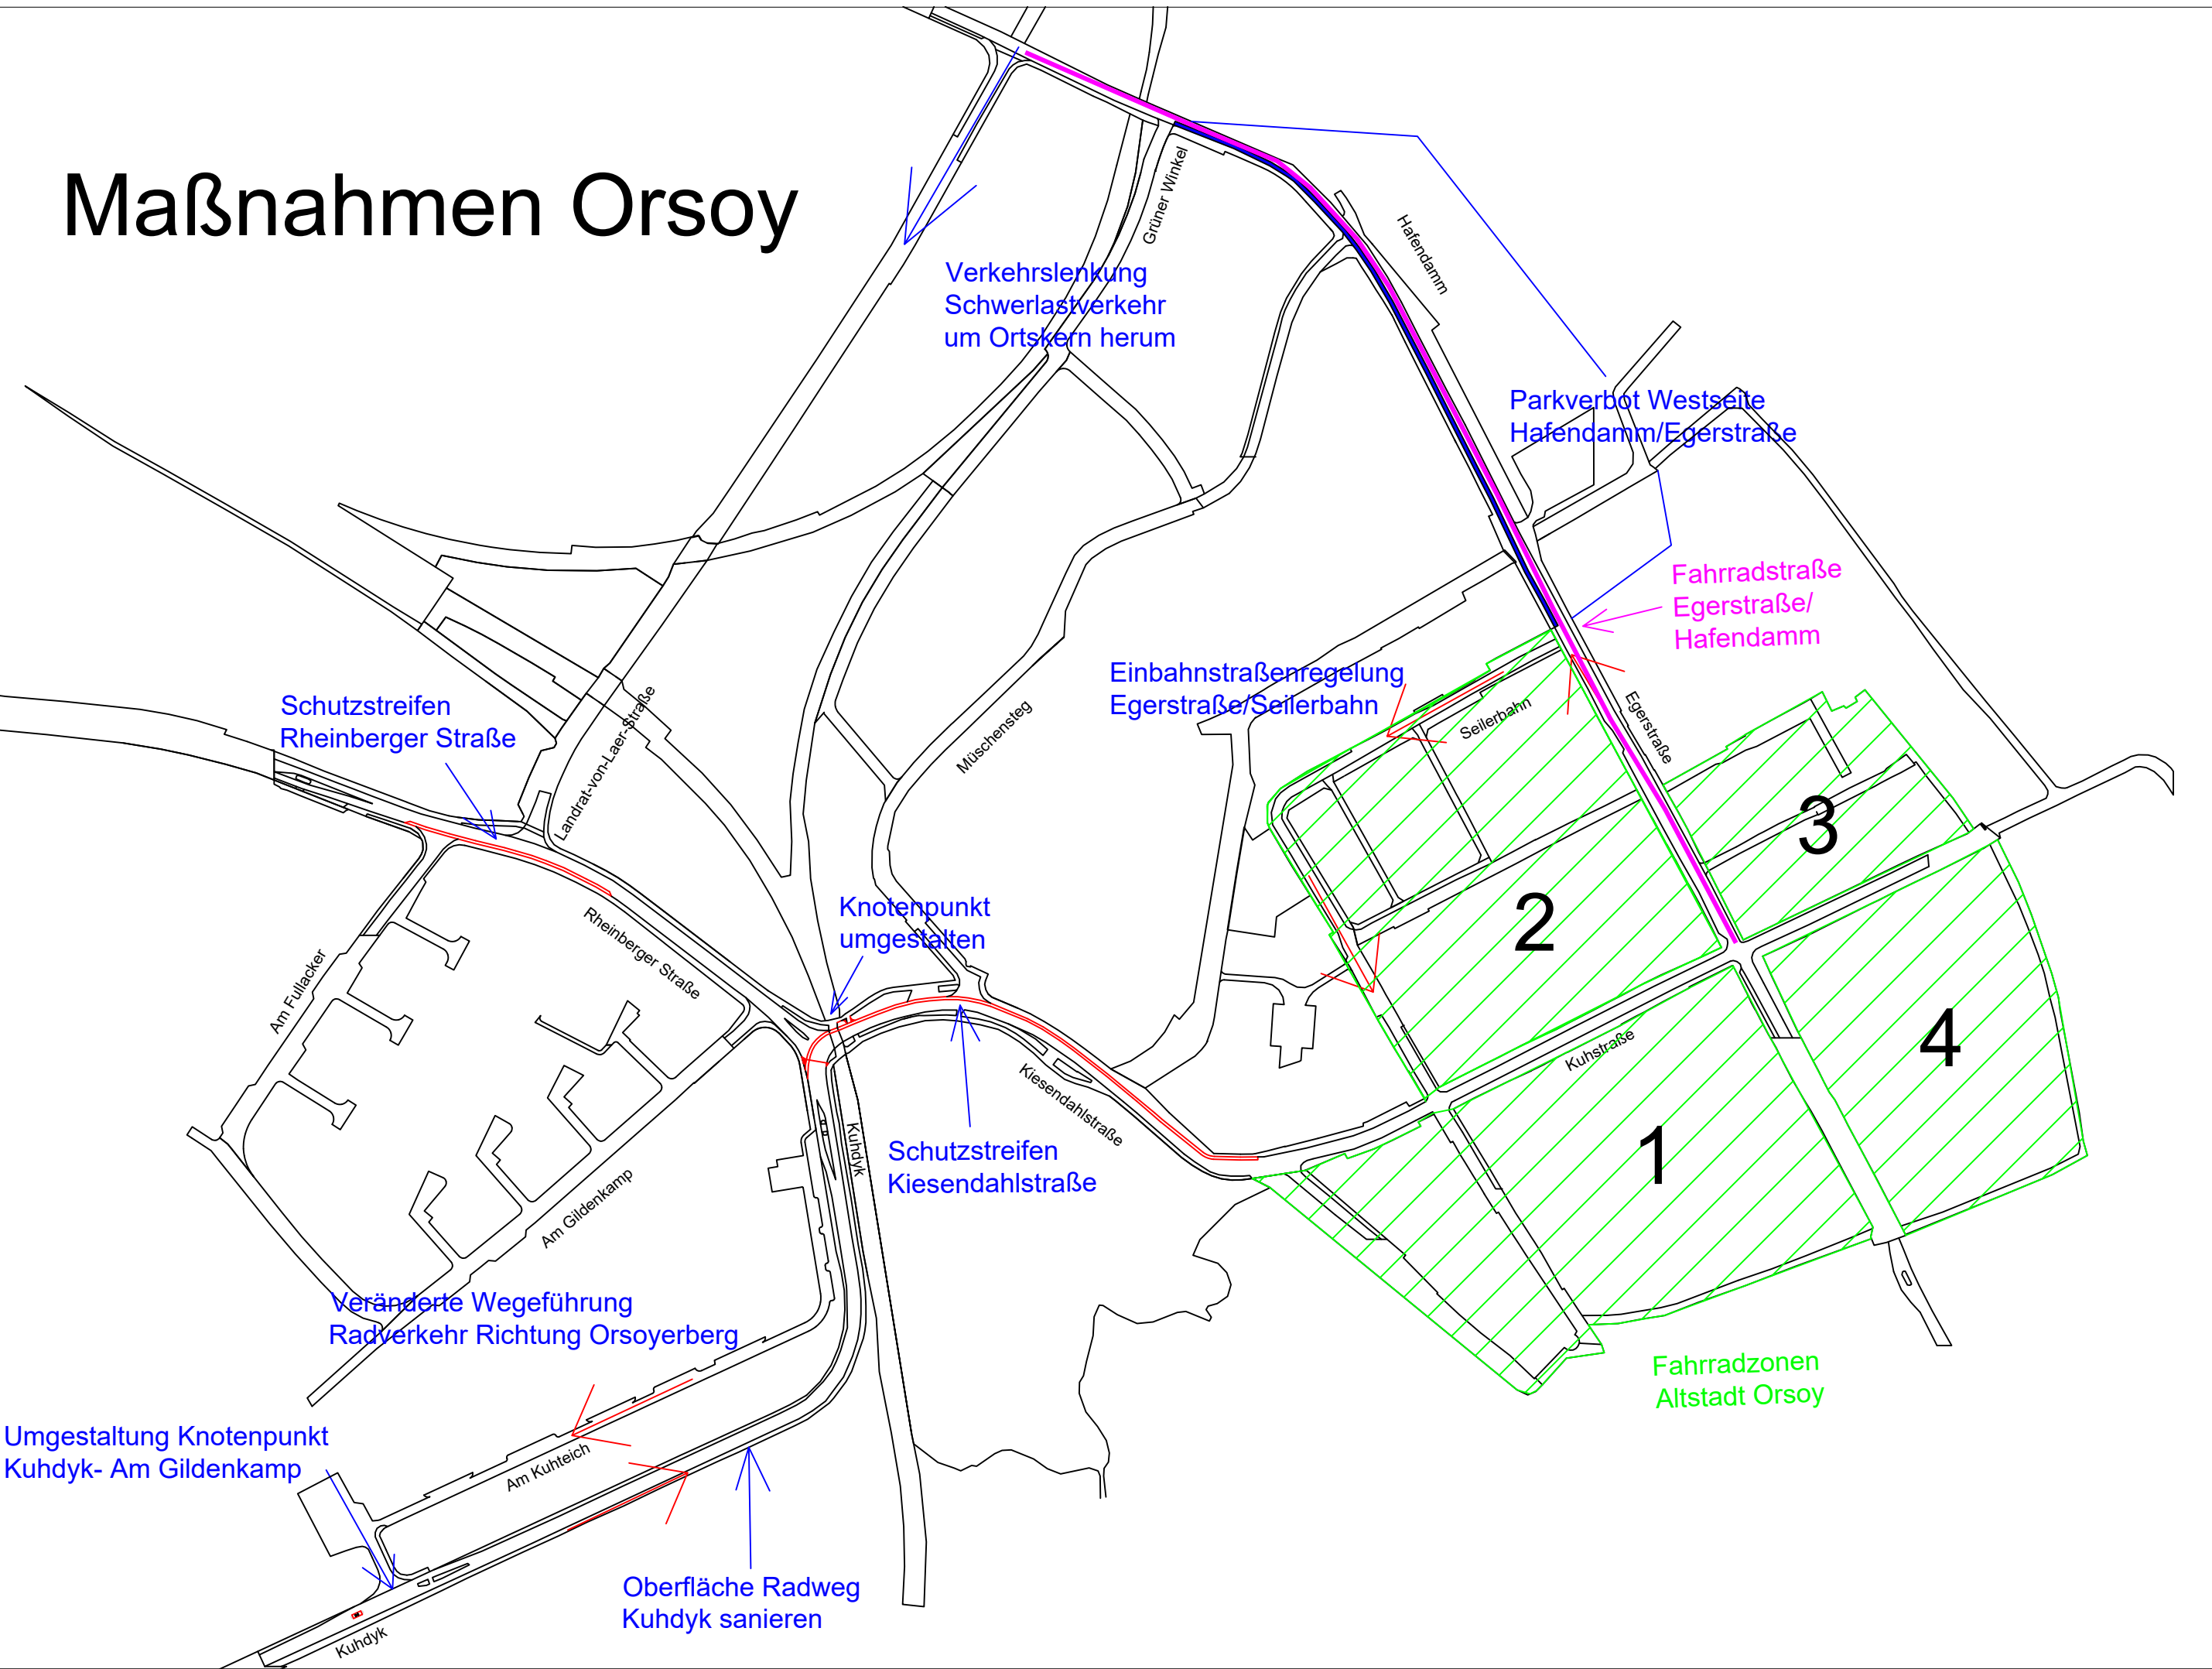 Maßnahmen Orsoy
Grüner Winkel
Hafendamm
Verkehrslenkung
Schwerlastverkehr
um Ortskern herum
Parkverbot Westseite
Hafendamm/Egerstraße
Fahrradstraße
Egerstraße/
Hafendamm
Einbahnstraßenregelung
Egerstraße/Seilerbahn
Seilerbahn
Egerstraße
Schutzstreifen
Rheinberger Straße
Landrat-von-Laer-Straße
Müschensteg
3
2
4
1
Knotenpunkt
umgestalten
Rheinberger Straße
Am Fullacker
Kuhstraße
Kiesendahlstraße
Kuhdyk
Schutzstreifen
Kiesendahlstraße
Am Gildenkamp
Veränderte Wegeführung
Radverkehr Richtung Orsoyerberg
Fahrradzonen
Altstadt Orsoy
Umgestaltung Knotenpunkt
Kuhdyk- Am Gildenkamp
Am Kuhteich
Oberfläche Radweg
Kuhdyk sanieren
Kuhdyk